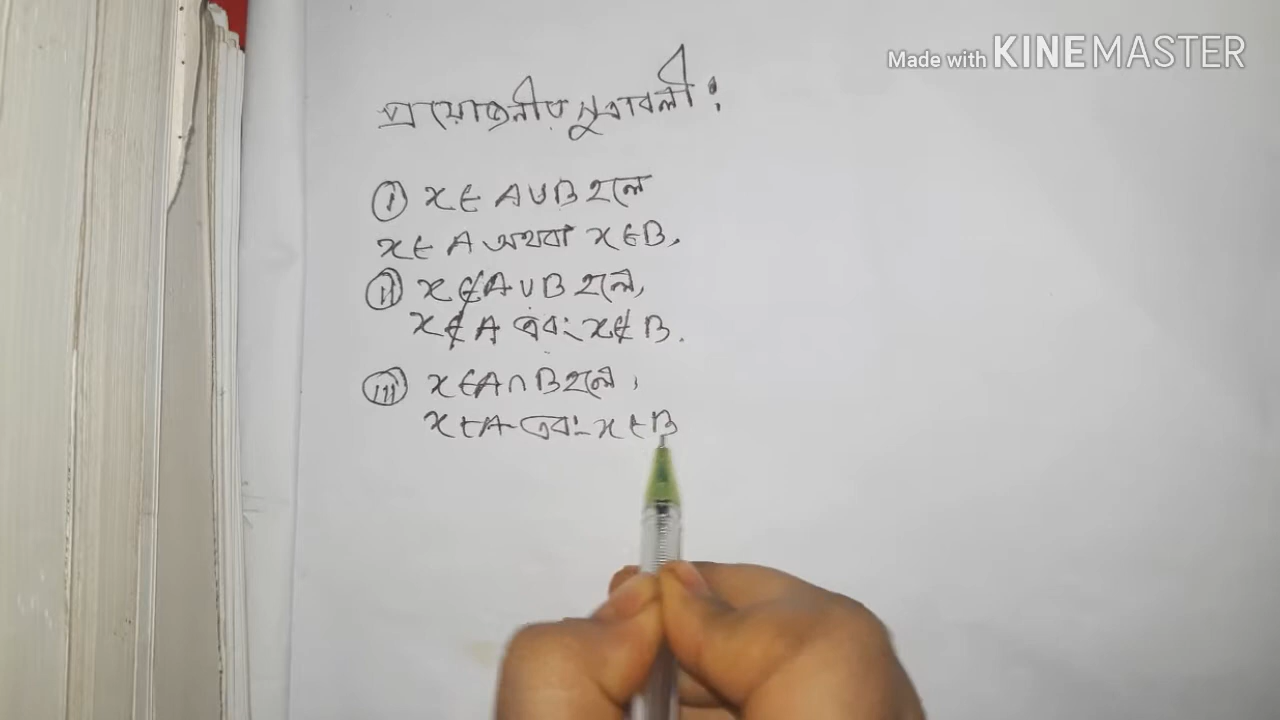 Made with KINEMASTER
প্রয়োজনীয় সুত্রাবলী :
(i) x ∈ A ∪ B হলে
x ∈ A অথবা x ∈ B,
(ii) x ∉ A ∪ B হলে,
x ∉ A এবং x ∉ B.
(iii) x ∈ A ∩ B হলে,
x ∈ A এবং x ∈ B